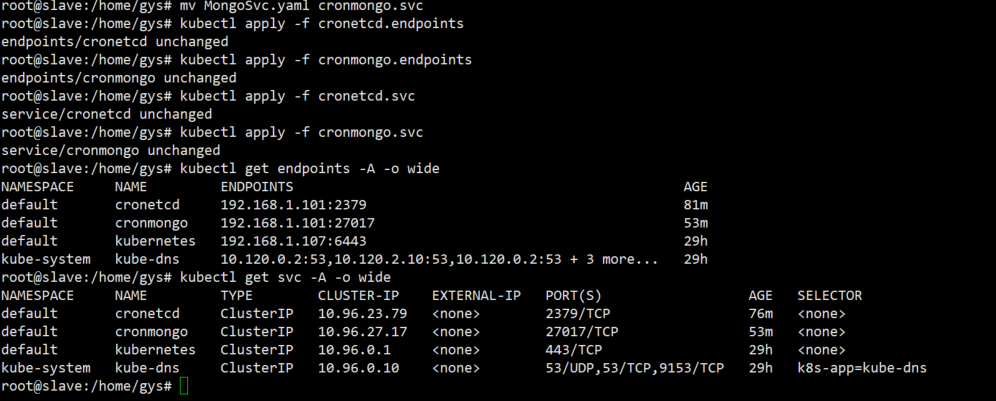 root@slave:/home/gys# mv MongoSvc.yaml cronmongo.svc
root@slave:/home/gys# kubectl apply -f cronetcd.endpoints
endpoints/cronetcd unchanged
root@slave:/home/gys# kubectl apply -f cronmongo.endpoints
endpoints/cronmongo unchanged
root@slave:/home/gys# kubectl apply -f cronetcd.svc
service/cronetcd unchanged
root@slave:/home/gys# kubectl apply -f cronmongo.svc
service/cronmongo unchanged
root@slave:/home/gys# kubectl get endpoints -A -o wide
NAMESPACE     NAME         ENDPOINTS                                               AGE
default       cronetcd     192.168.1.101:2379                                      81m
default       cronmongo    192.168.1.101:27017                                     53m
default       kubernetes   192.168.1.107:6443                                      29h
kube-system   kube-dns     10.120.0.2:53,10.120.2.10:53,10.120.0.2:53 + 3 more...   29h
root@slave:/home/gys# kubectl get svc -A -o wide
NAMESPACE     NAME         TYPE        CLUSTER-IP    EXTERNAL-IP   PORT(S)                  AGE   SELECTOR
default       cronetcd     ClusterIP   10.96.23.79   <none>        2379/TCP                 76m   <none>
default       cronmongo    ClusterIP   10.96.27.17   <none>        27017/TCP                53m   <none>
default       kubernetes   ClusterIP   10.96.0.1     <none>        443/TCP                  29h   <none>
kube-system   kube-dns     ClusterIP   10.96.0.10    <none>        53/UDP,53/TCP,9153/TCP   29h   k8s-app=kube-dns
root@slave:/home/gys#